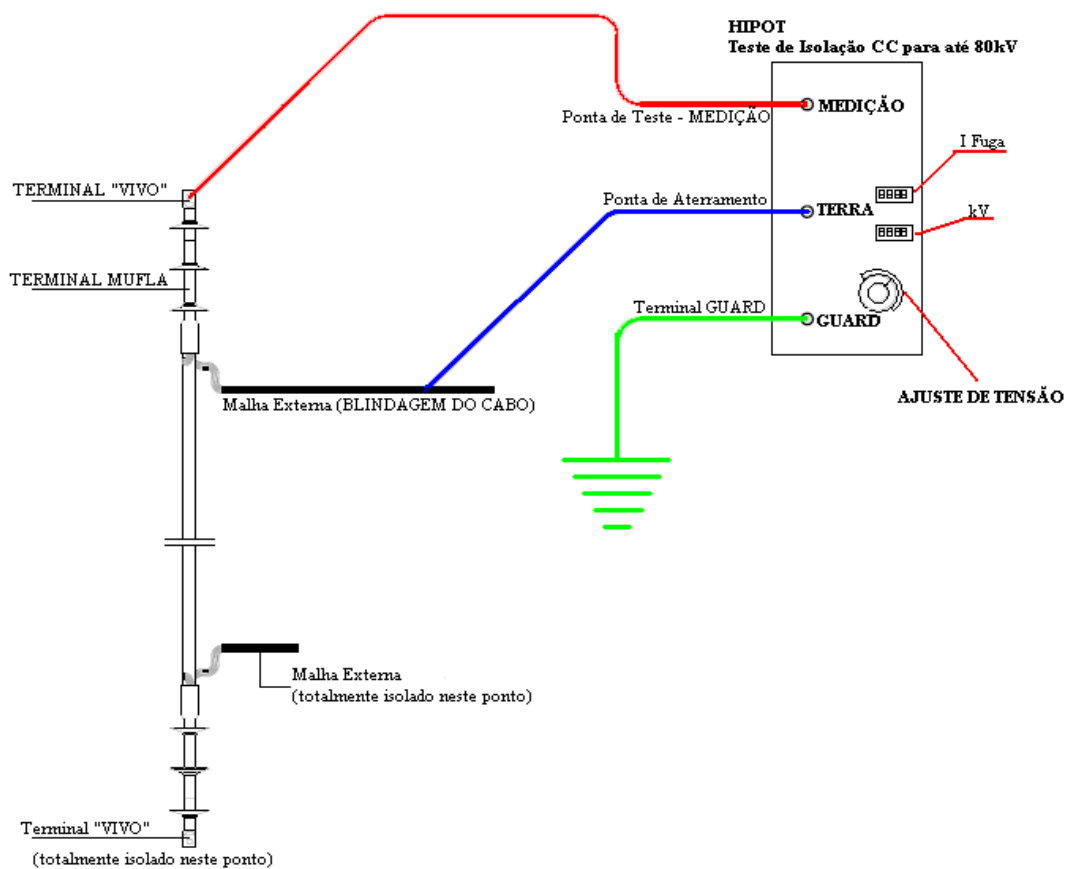 HIPOT
Teste de Isolação CC para até 80kV
MEDIÇÃO
Ponta de Teste - MEDIÇÃO
I Fuga
TERMINAL "VIVO"
Ponta de Aterramento
TERRA
8888
kV
8888
TERMINAL MUFLA
Terminal GUARD
GUARD
AJUSTE DE TENSÃO
Malha Externa (BLINDAGEM DO CABO)
Malha Externa
(totalmente isolado neste ponto)
Terminal "VIVO"
(totalmente isolado neste ponto)